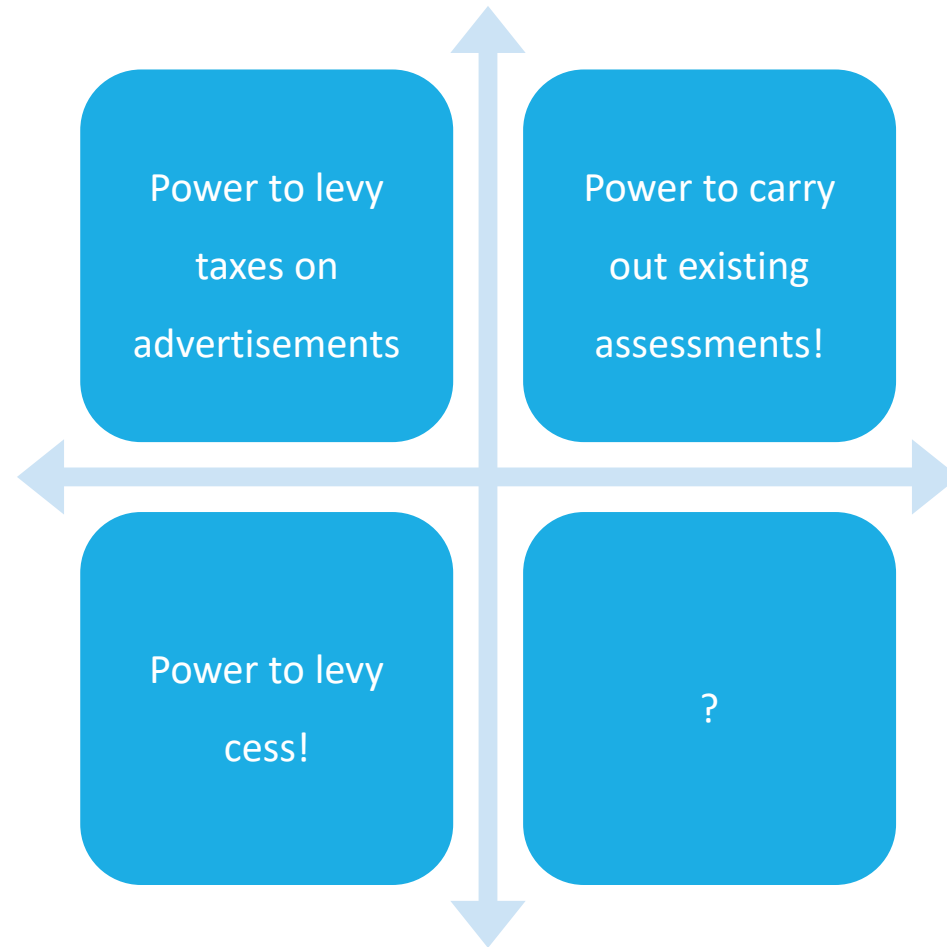 Power to levy
taxes on
advertisements
Power to carry
out existing
assessments!
Power to levy
cess!
?